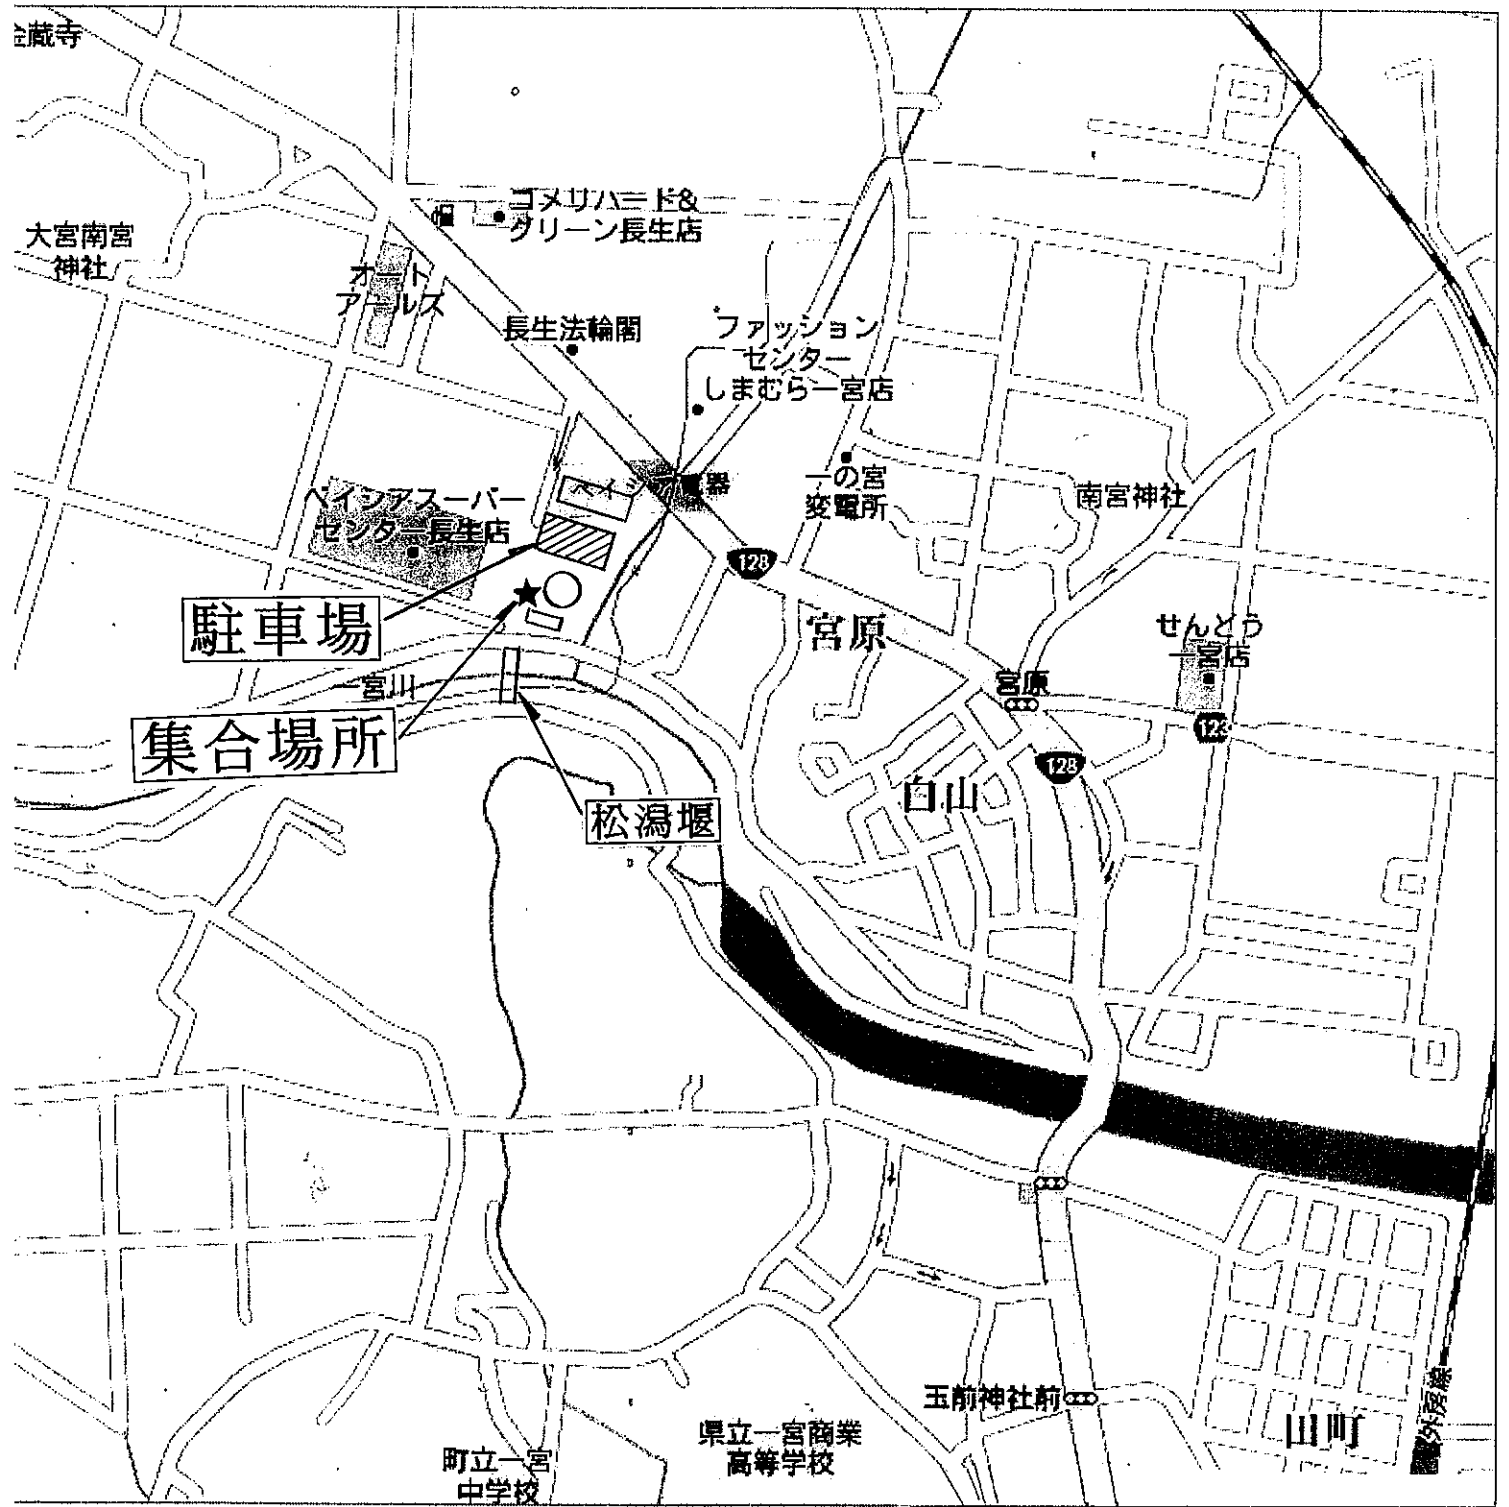 金蔵寺
コメリハード&
グリーン長生店
大宮南宮
神社
オート
アールズ
長生法輪閣
ファッション
センター
しまむら一宮店
ベイシアスーパー
センター長生店
一の宮
変電所
南宮神社
128
駐車場
宮原
せんどう
一宮店
一宮川
宮原
集合場所
128
白山
松潟堰
玉前神社前
田町
外房線
県立一宮商業
高等学校
町立一宮
中学校